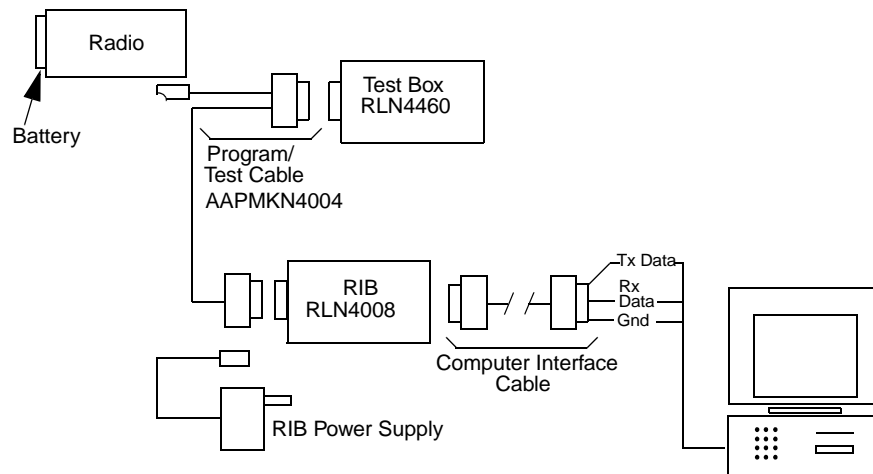 Radio
Battery
Test Box
RLN4460
Program/
Test Cable
AAPMKN4004
RIB
RLN4008
Tx Data
Rx
Data
Gnd
Computer Interface
Cable
RIB Power Supply